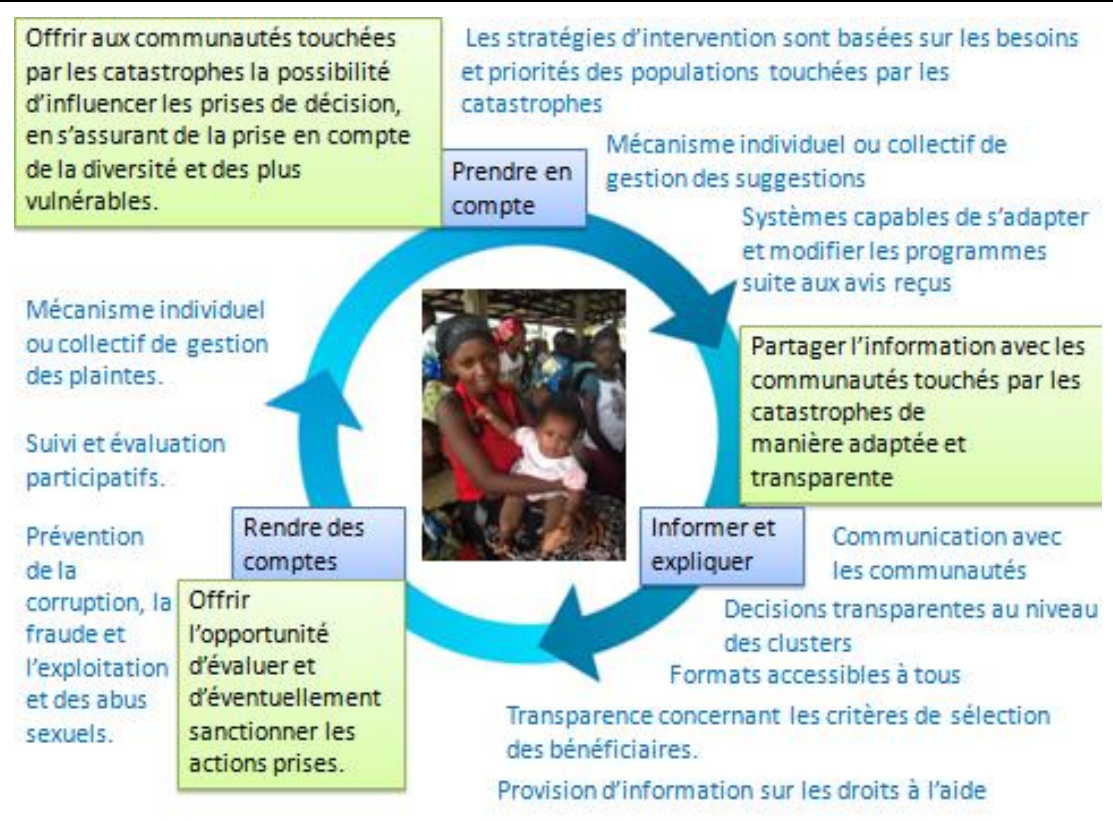 Offrir aux communautés touchées
par les catastrophes la possibilité
d'influencer les prises de décision,
en s'assurant de la prise en compte
de la diversité et des plus
vulnérables.
Les stratégies d'intervention sont basées sur les besoins
et priorités des populations touchées par les
catastrophes
Prendre en
compte
Mécanisme individuel ou collectif de
gestion des suggestions
Systèmes capables de s'adapter
et modifier les programmes
suite aux avis reçus
Partager l'information avec les
communautés touchés par les
catastrophes de
manière adaptée et
transparente
Informer et
expliquer
Communication avec
les communautés
Decisions transparentes au niveau
des clusters
Formats accessibles à tous
Transparence concernant les critères de sélection
des bénéficiaires.
Provision d'information sur les droits à l'aide
Rendre des
comptes
Offrir
l'opportunité
d'évaluer et
d'éventuellement
sanctionner les
actions prises.
Mécanisme individuel
ou collectif de gestion
des plaintes.
Suivi et évaluation
participatifs.
Prévention
de la
corruption, la
fraude et
l'exploitation
et des abus
sexuels.